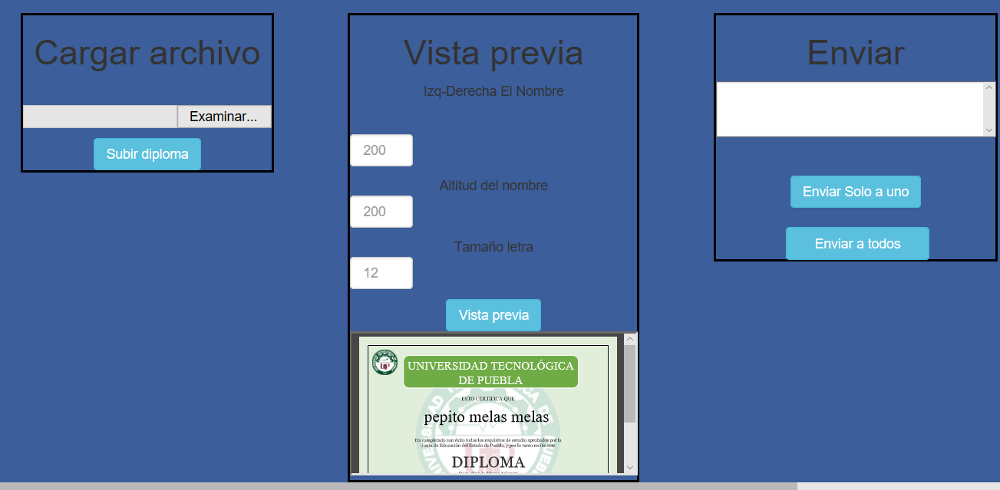 Cargar archivo
Examinar...
Subir diploma
Vista previa
Izq-Derecha El Nombre
200
Altitud del nombre
200
Tamaño letra
12
Vista previa
UNIVERSIDAD TECNOLÓGICA
DE PUEBLA
ESTO CERTIFICA QUE
pepito melas melas
Ha completado con éxito todos los requisitos de estudio aprobados por la
Junta de Educación del Estado de Puebla, y por lo tanto recibe este
DIPLOMA
Enviar
Enviar Solo a uno
Enviar a todos